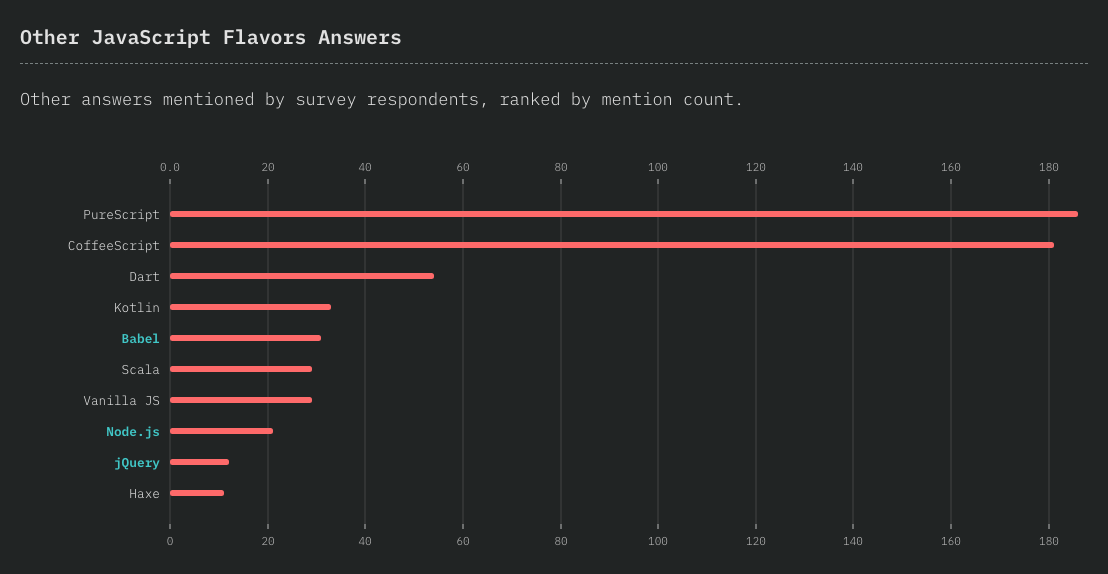 Other JavaScript Flavors Answers
Other answers mentioned by survey respondents, ranked by mention count.
0.0 20 40 60 80 100 120 140 160 180
PureScript
CoffeeScript
Dart
Kotlin
Babel
Scala
Vanilla JS
Node.js
jQuery
Haxe
0 20 40 60 80 100 120 140 160 180